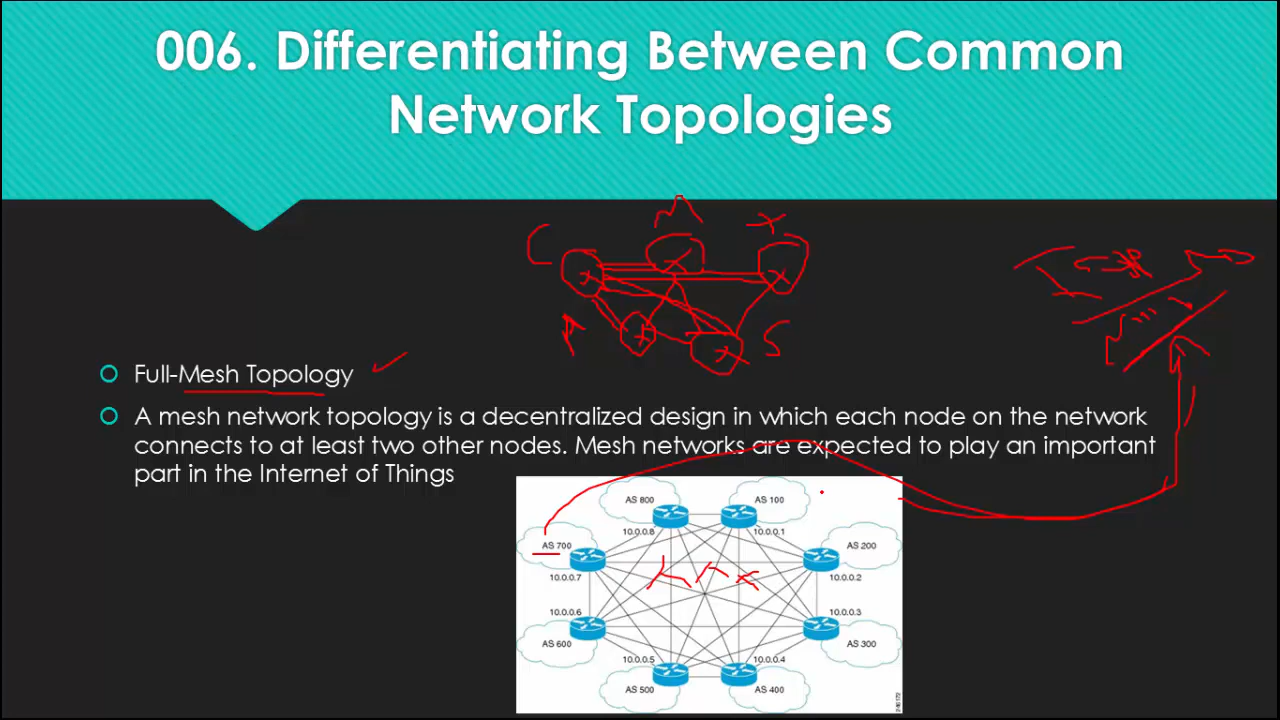 006. Differentiating Between Common
Network Topologies
C
A
S
Full-Mesh Topology
A mesh network topology is a decentralized design in which each node on the network
connects to at least two other nodes. Mesh networks are expected to play an important
part in the Internet of Things
AS 800
AS 100
10.0.0.8
10.0.0.1
AS 700
AS 200
10.0.0.7
10.0.0.2
10.0.0.6
10.0.0.3
AS 600
AS 300
10.0.0.5
10.0.0.4
AS 500
AS 400